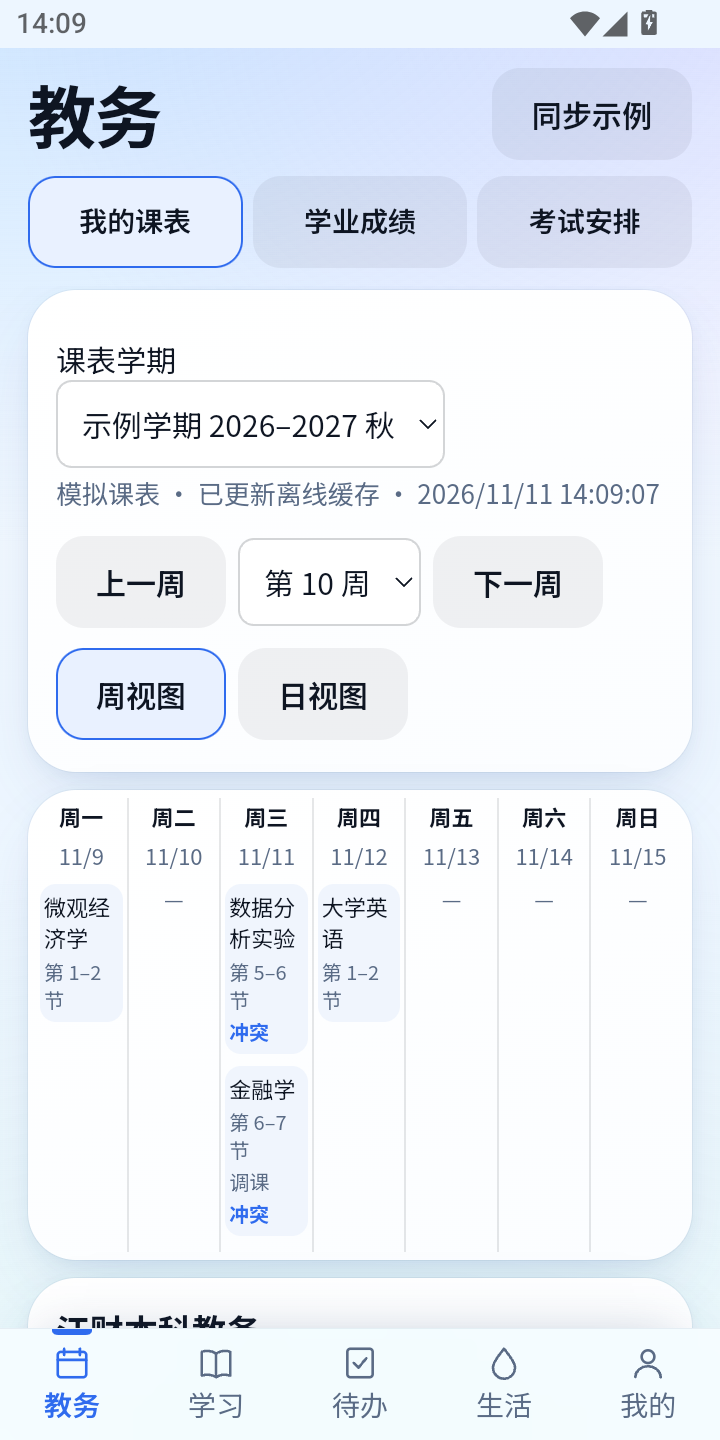 14:09
教务
同步示例
我的课表
学业成绩
考试安排
课表学期
示例学期 2026–2027 秋
模拟课表 • 已更新离线缓存 • 2026/11/11 14:09:07
上一周
第 10 周
下一周
周视图
日视图
周一 周二 周三 周四 周五 周六 周日
11/9 11/10 11/11 11/12 11/13 11/14 11/15
微观经
济学
第 1–2
节
—
数据分
析实验
第 5–6
节
冲突
金融学
第 6–7
节
调课
冲突
大学英
语
第 1–2
节
—
—
—
江财本科教务
教务
学习
待办
生活
我的